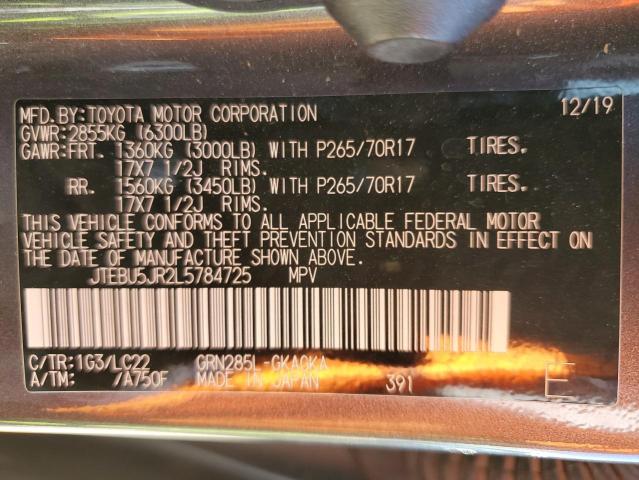 MFD.BY:TOYOTA MOTOR CORPORATION 12/19
GVWR:2855KG (6300LB)
GAWR:FRT. 1360KG (3000LB) WITH P265/70R17 TIRES.
17X7 1/2J RIMS.
RR. 1560KG (3450LB) WITH P265/70R17 TIRES.
17X7 1/2J RIMS.
THIS VEHICLE CONFORMS TO ALL APPLICABLE FEDERAL MOTOR
VEHICLE SAFETY AND THEFT PREVENTION STANDARDS IN EFFECT ON
THE DATE OF MANUFACTURE SHOWN ABOVE.
JTEBU5JR2L5784725 MPV
C/TR:1G3/LC22 GRN285L-GKAGKA
A/TM: /A750F MADE IN JAPAN 391 E